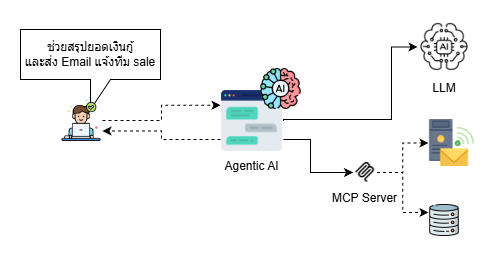 ช่วยสรุปยอดเงินกู้
และส่ง Email แจ้งทีม sale
AI
AI
LLM
Agentic AI
MCP Server